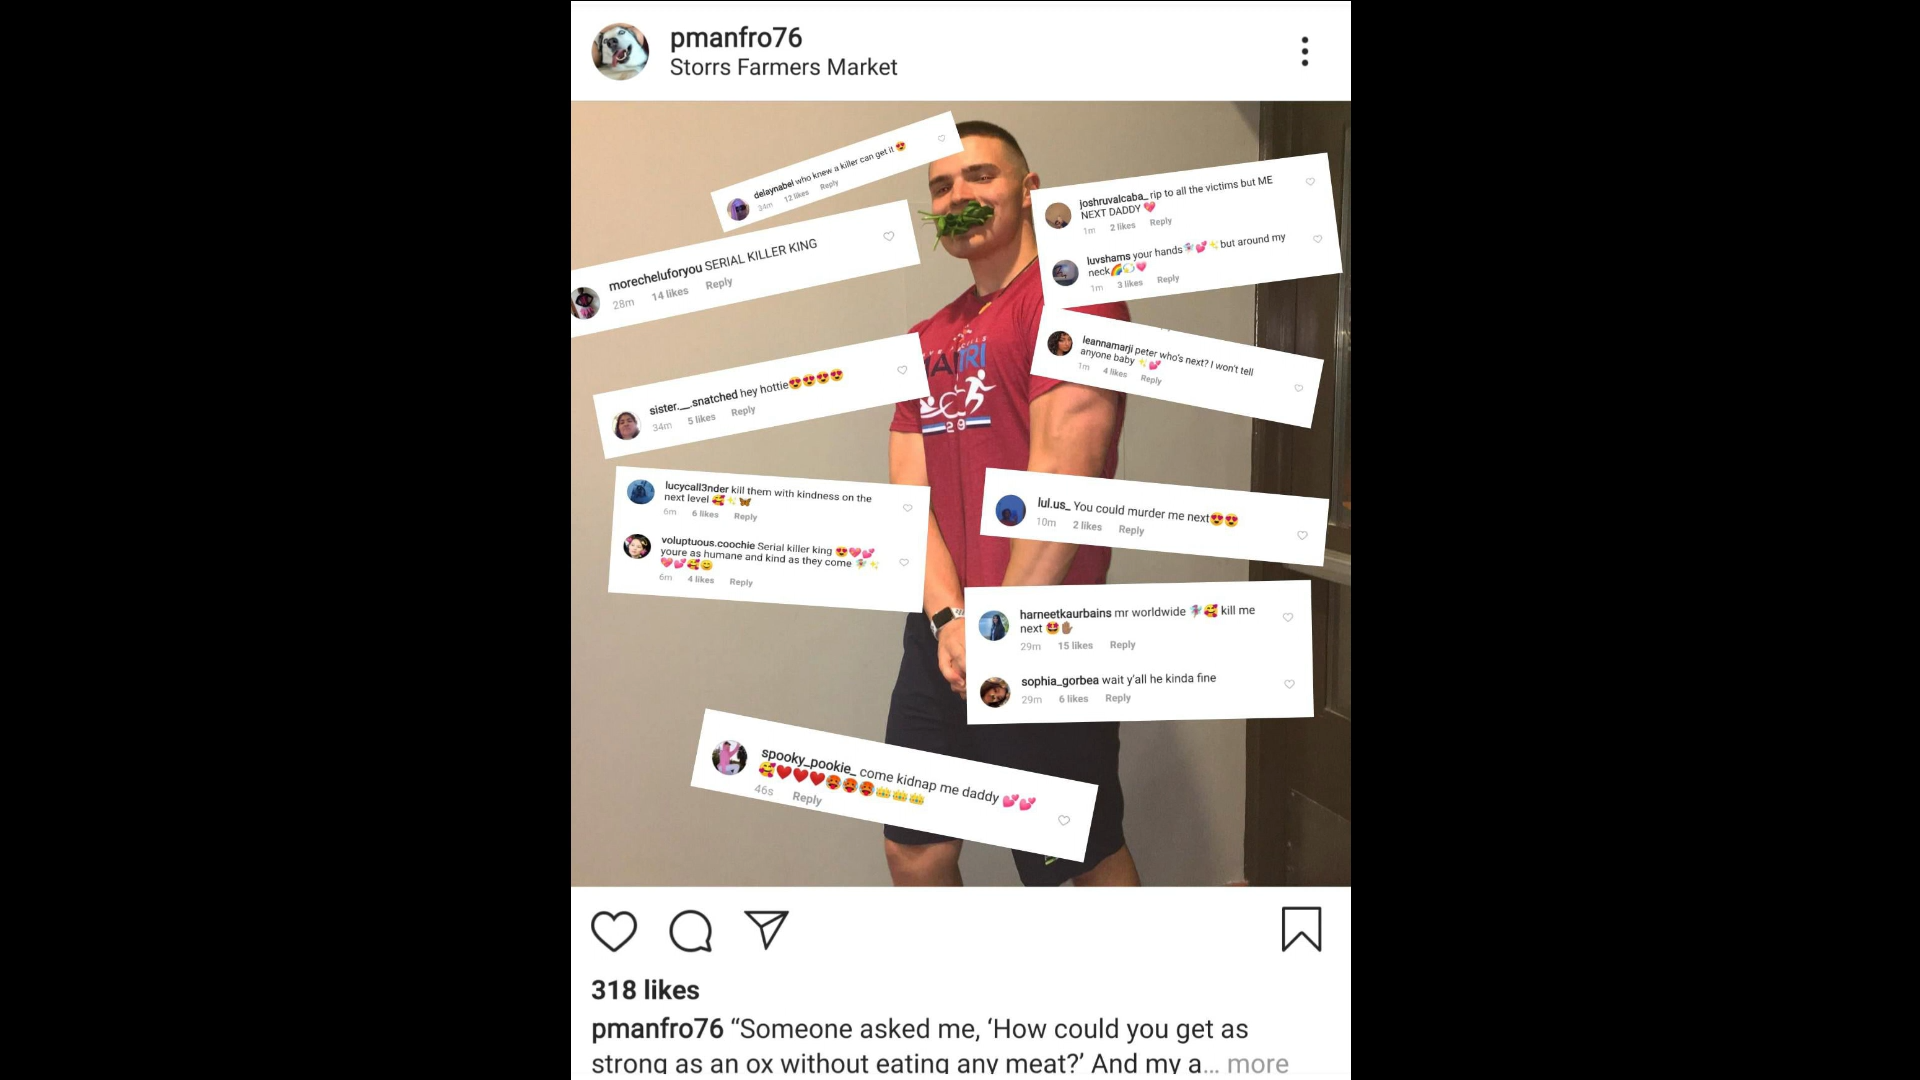 pmanfro76
Storrs Farmers Market
delaynabel who knew a killer can get it 😍
34m 12 likes Reply
morecheluforyou SERIAL KILLER KING
28m 14 likes Reply
sister.__.snatched hey hottie😍😍😍😍
34m 5 likes Reply
lucycall3nder kill them with kindness on the
next level 🥰✨🦋
6m 6 likes Reply
voluptuous.coochie Serial killer king 😍💖💕
youre as humane and kind as they come 🧚✨
💖💕🥰😊
6m 4 likes Reply
joshruvalcaba_ rip to all the victims but ME
NEXT DADDY 💖
1m 2 likes Reply
luvshams your hands🧚💕✨but around my
neck🌈💫💗
1m 3 likes Reply
leannamarji peter who's next? I won't tell
anyone baby ✨💕
1m 4 likes Reply
TRI
29
lul.us_ You could murder me next😍😍
10m 2 likes Reply
harneetkaurbains mr worldwide 🧚🥰 kill me
next 🤩✋🏽
29m 15 likes Reply
sophia_gorbea wait y'all he kinda fine
29m 6 likes Reply
spooky_pookie_ come kidnap me daddy 💕💕
🥰❤️❤️❤️🥵🥵🥵👑👑👑
46s Reply
318 likes
pmanfro76 “Someone asked me, ‘How could you get as
strong as an ox without eating any meat?’ And my a... more